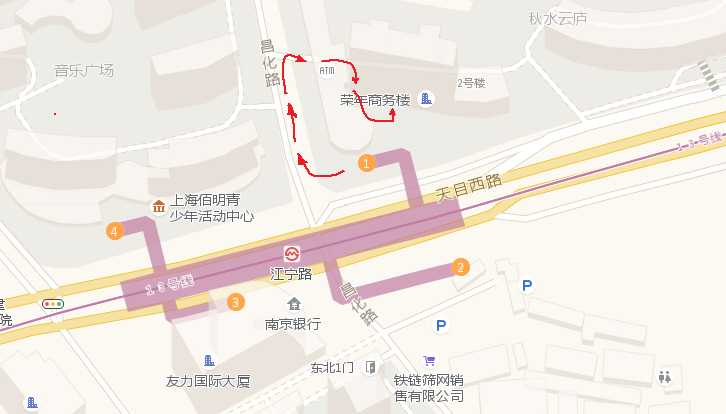 秋水云庐
昌化路
音乐广场
ATM
2号楼
荣年商务楼
13号线
1
天目西路
上海佰明青
少年活动中心
4
江宁路
2
13号线
P
3
昌化路
南京银行
院
P
友力国际大厦
东北1门
铁链筛网销
售有限公司